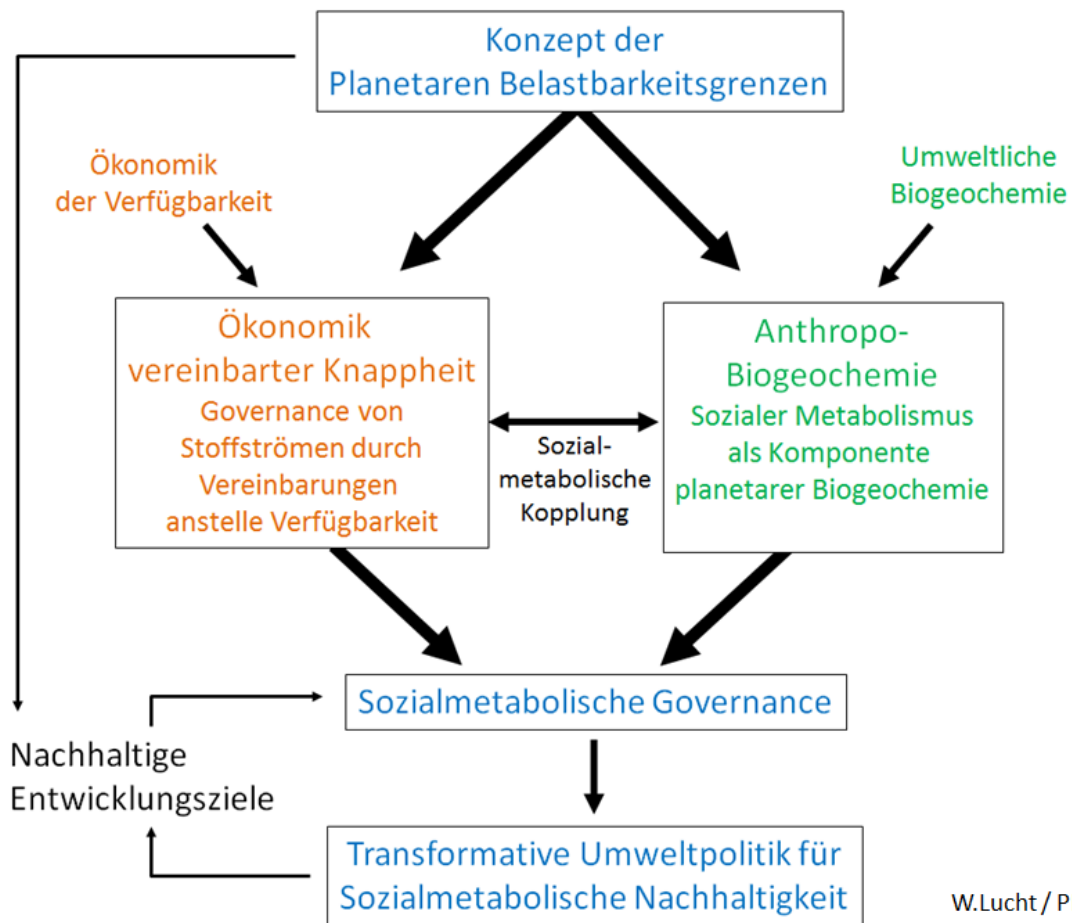 Konzept der
Planetaren Belastbarkeitsgrenzen
Ökonomik
der Verfügbarkeit
Umweltliche
Biogeochemie
Ökonomik
vereinbarter Knappheit
Governance von
Stoffströmen durch
Vereinbarungen
anstelle Verfügbarkeit
Sozial-
metabolische
Kopplung
Anthropo-
Biogeochemie
Sozialer Metabolismus
als Komponente
planetarer Biogeochemie
Sozialmetabolische Governance
Nachhaltige
Entwicklungsziele
Transformative Umweltpolitik für
Sozialmetabolische Nachhaltigkeit
W.Lucht / P